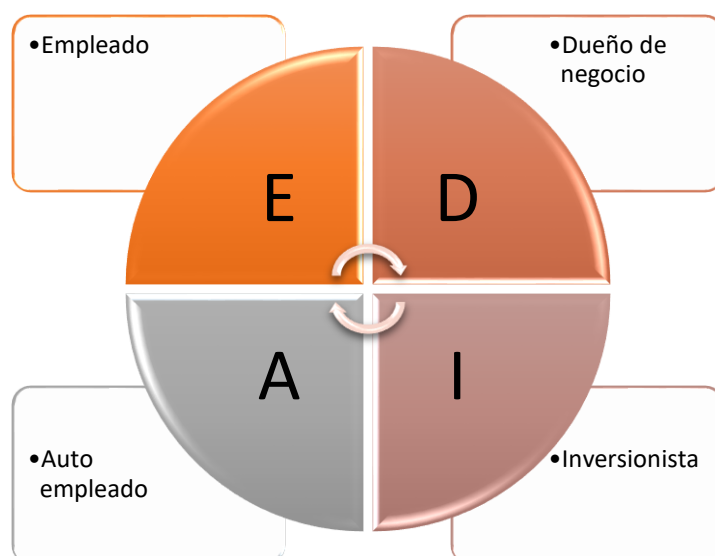 •Empleado
•Dueño de
negocio
E
D
A
I
•Auto
empleado
•Inversionista